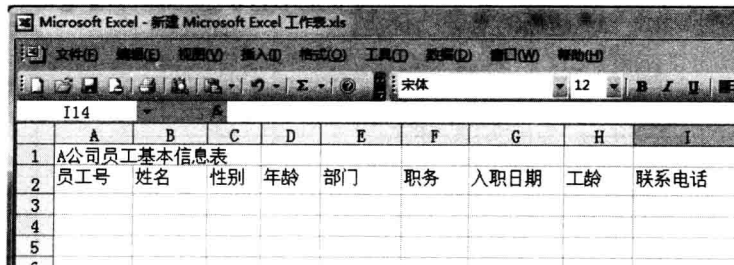 Microsoft Excel - 新建 Microsoft Excel 工作表.xls
文件(F) 编辑(E) 视图(V) 插入(I) 格式(O) 工具(T) 数据(D) 窗口(W) 帮助(H)
宋体 12 B I U
I14
A B C D E F G H I
1 A公司员工基本信息表
2 员工号 姓名 性别 年龄 部门 职务 入职日期 工龄 联系电话
3
4
5